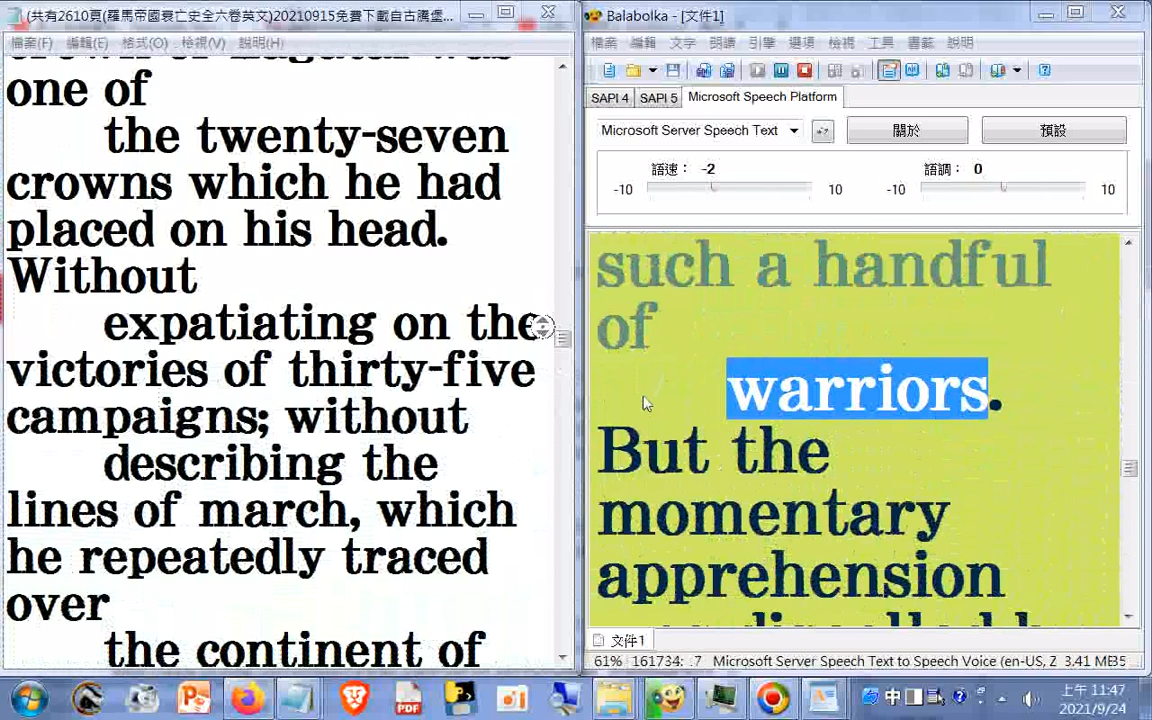 (共有2610頁(羅馬帝國衰亡史全六卷英文)20210915免費下載自古騰堡...
檔案(F) 編輯(E) 格式(O) 檢視(V) 說明(H)
one of
the twenty-seven
crowns which he had
placed on his head.
Without
expatiating on the
victories of thirty-five
campaigns; without
describing the
lines of march, which
he repeatedly traced
over
the continent of
Balabolka - [文件1]
檔案 編輯 文字 朗讀 引擎 選項 檢視 工具 書籤 說明
SAPI 4 SAPI 5 Microsoft Speech Platform
Microsoft Server Speech Text 關於 預設
語速： -2 語調： 0
-10 10 -10 10
such a handful
of
warriors.
But the
momentary
apprehension
文件1
61% 161734: .7 Microsoft Server Speech Text to Speech Voice (en-US, Z 3.41 MB
中
上午 11:47
2021/9/24